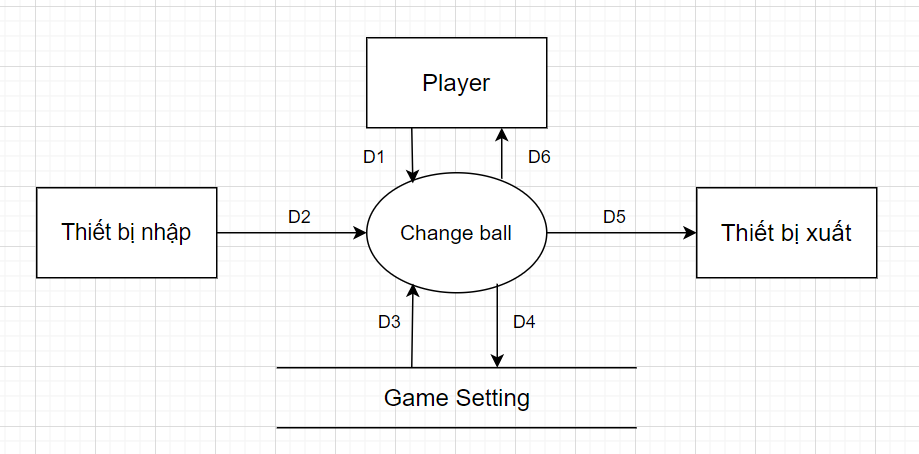 Player
D1
D6
Thiết bị nhập
D2
Change ball
D5
Thiết bị xuất
D3
D4
Game Setting